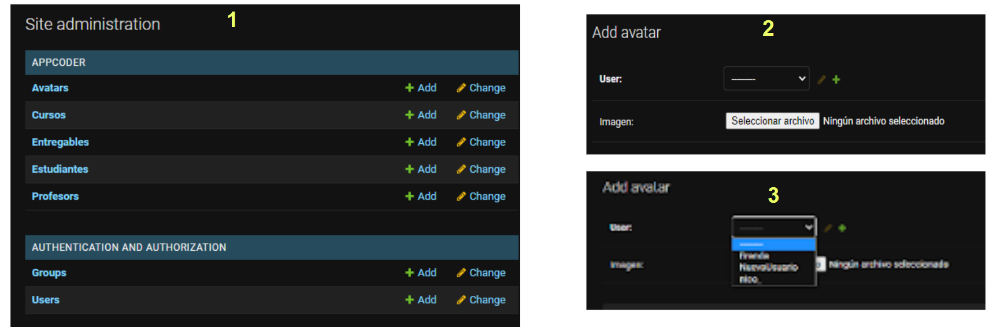 Site administration
1
APPCODER
Avatars
Add
Change
Cursos
Add
Change
Entregables
Add
Change
Estudiantes
Add
Change
Profesors
Add
Change
AUTHENTICATION AND AUTHORIZATION
Groups
Add
Change
Users
Add
Change
Add avatar
2
User:
---------
Imagen:
Seleccionar archivo
Ningún archivo seleccionado
Add avatar
3
User:
---------
---------
Brenda
NuevoUsuario
nico_
Imagen:
o
Ningún archivo seleccionado